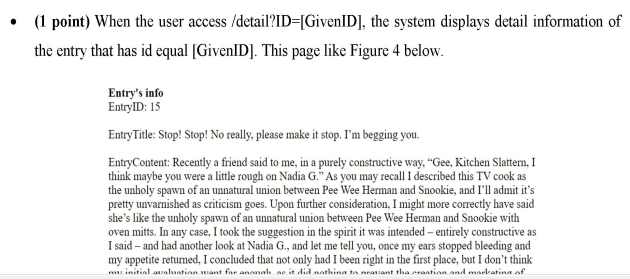 • (1 point) When the user access /detail?ID=[GivenID], the system displays detail information of
the entry that has id equal [GivenID]. This page like Figure 4 below.
Entry's info
EntryID: 15
EntryTitle: Stop! Stop! No really, please make it stop. I'm begging you.
EntryContent: Recently a friend said to me, in a purely constructive way, “Gee, Kitchen Slattern, I
think maybe you were a little rough on Nadia G.” As you may recall I described this TV cook as
the unholy spawn of an unnatural union between Pee Wee Herman and Snookie, and I'll admit it's
pretty unvarnished as criticism goes. Upon further consideration, I might more correctly have said
she's like the unholy spawn of an unnatural union between Pee Wee Herman and Snookie with
oven mitts. In any case, I took the suggestion in the spirit it was intended – entirely constructive as
I said – and had another look at Nadia G., and let me tell you, once my ears stopped bleeding and
my appetite returned, I concluded that not only had I been right in the first place, but I don't think
my initial evaluation went far enough, as it did nothing to prevent the creation and marketing of